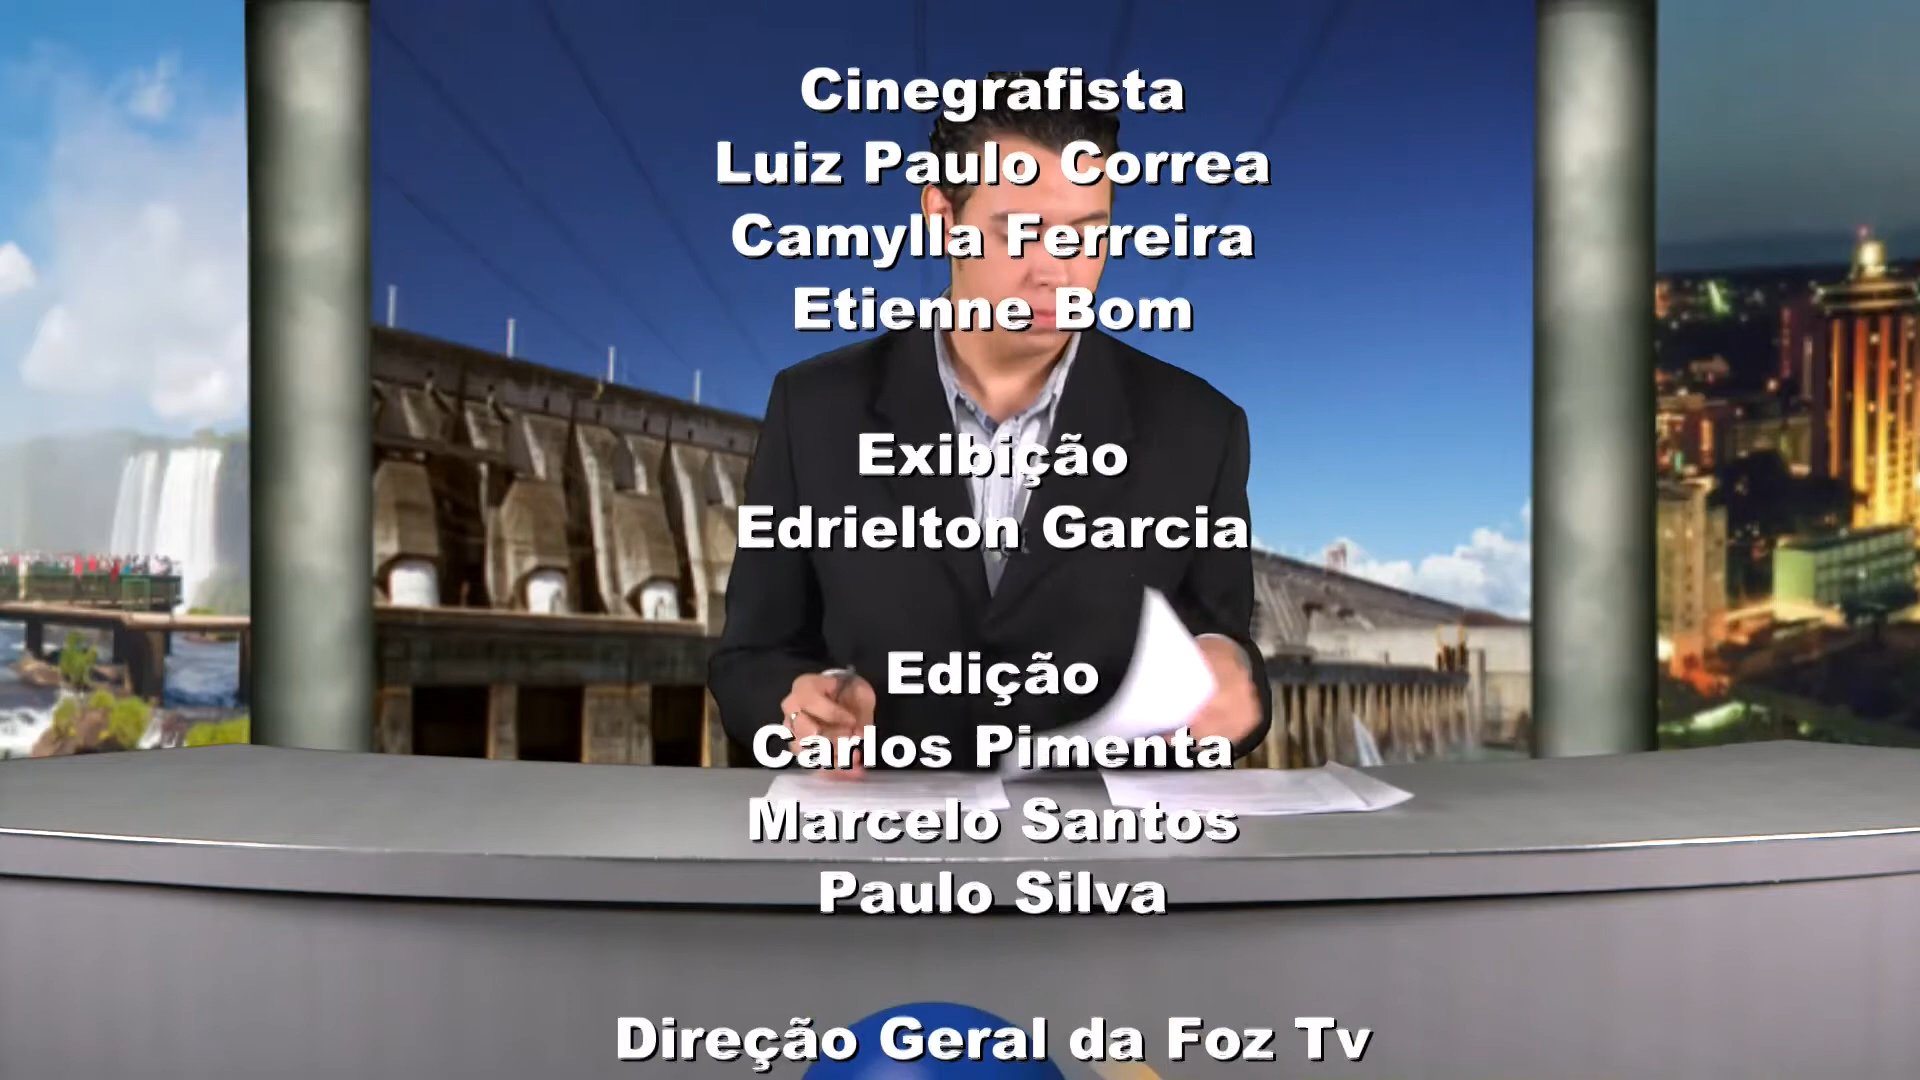 Cinegrafista
Luiz Paulo Correa
Camylla Ferreira
Etienne Bom
Exibição
Edrielton Garcia
Edição
Carlos Pimenta
Marcelo Santos
Paulo Silva
Direção Geral da Foz Tv